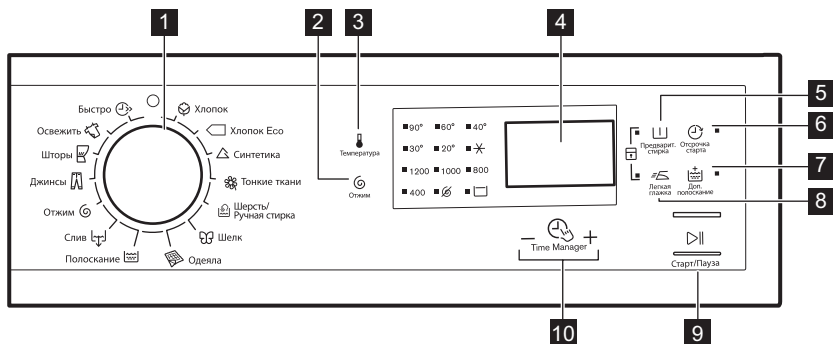 1
2
3
4
5
6
7
8
9
10
Быстро
Хлопок
Освежить
Хлопок Eco
Шторы
Синтетика
Джинсы
Тонкие ткани
Отжим
Шерсть/
Ручная стирка
Слив
Шелк
Полоскание
Одеяла
Температура
Отжим
90° 60° 40°
30° 20°
1200 1000 800
400
Предварит.
стирка
Отсрочка
старта
Легкая
глажка
Доп.
полоскание
− +
Time Manager
Старт/Пауза